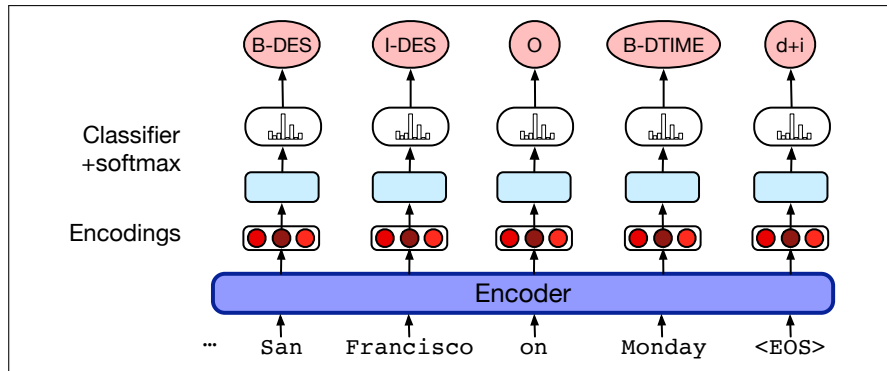 B-DES I-DES O B-DTIME d+i
Classifier
+softmax
Encodings
Encoder
... San Francisco on Monday <EOS>